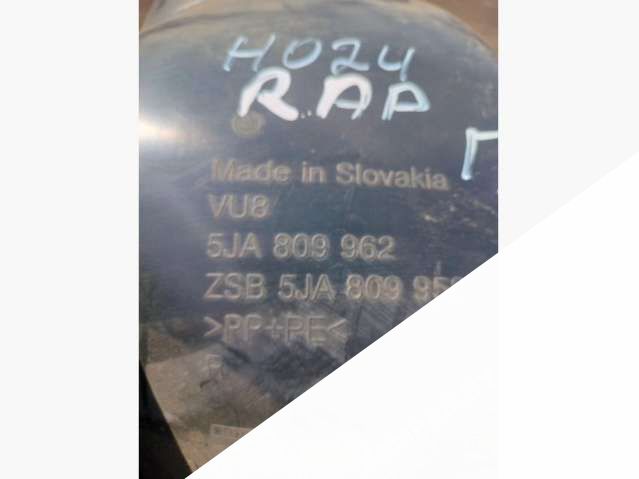 H024
RAP
Made in Slovakia
VU8
5JA 809 962
ZSB 5JA 809
>PP+PE<